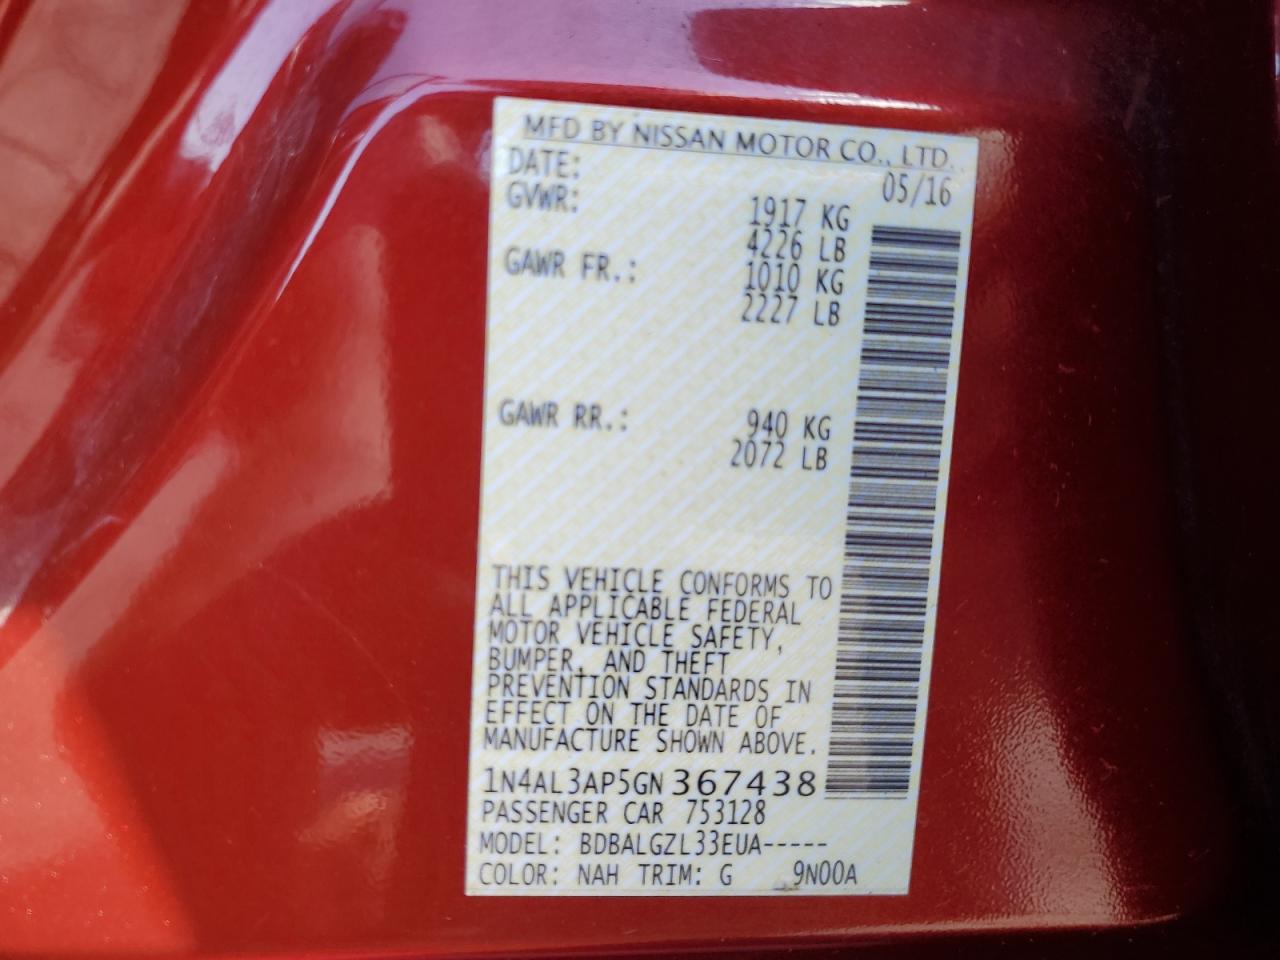 MFD BY NISSAN MOTOR CO., LTD.
DATE: 05/16
GVWR: 1917 KG
4226 LB
GAWR FR.: 1010 KG
2227 LB
GAWR RR.: 940 KG
2072 LB
THIS VEHICLE CONFORMS TO
ALL APPLICABLE FEDERAL
MOTOR VEHICLE SAFETY,
BUMPER, AND THEFT
PREVENTION STANDARDS IN
EFFECT ON THE DATE OF
MANUFACTURE SHOWN ABOVE.
1N4AL3AP5GN367438
PASSENGER CAR 753128
MODEL: BDBALGZL33EUA-----
COLOR: NAH TRIM: G 9N00A